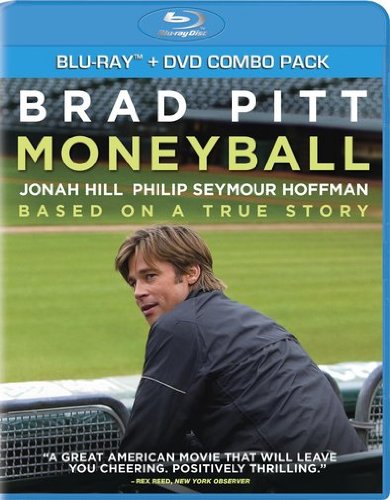 Blu-ray Disc
BLU-RAY™ + DVD COMBO PACK
BRAD PITT
MONEYBALL
JONAH HILL PHILIP SEYMOUR HOFFMAN
BASED ON A TRUE STORY
"A GREAT AMERICAN MOVIE THAT WILL LEAVE
YOU CHEERING. POSITIVELY THRILLING."
– REX REED, NEW YORK OBSERVER